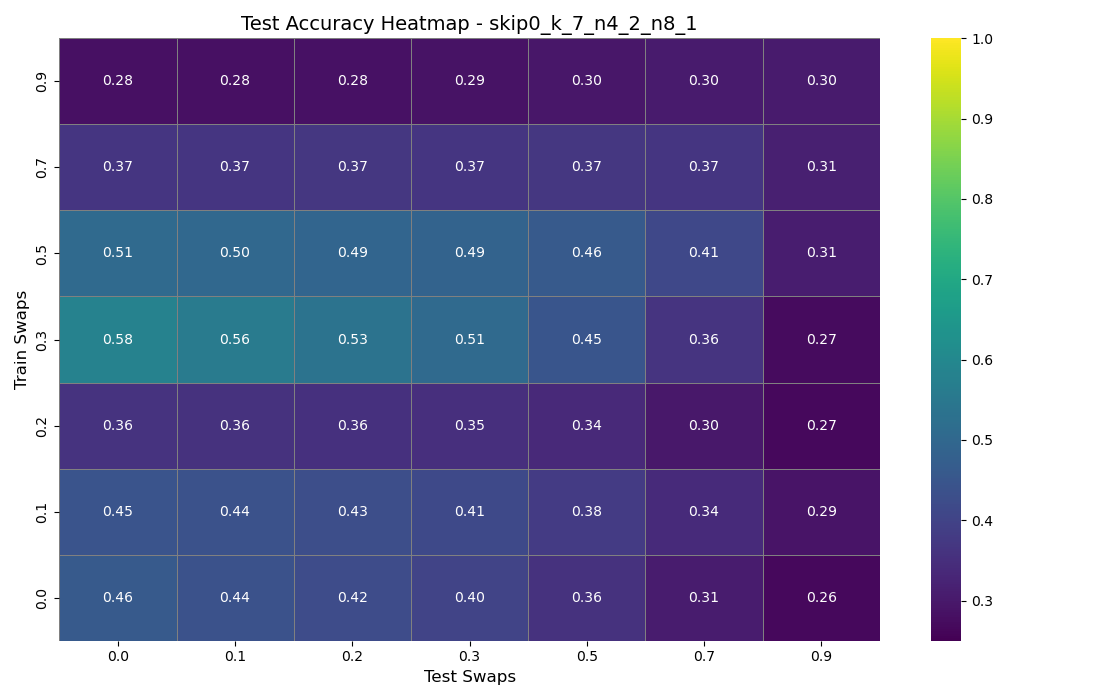 Test Accuracy Heatmap - skip0_k_7_n4_2_n8_1
Train Swaps
0.9 0.28 0.28 0.28 0.29 0.30 0.30 0.30
0.7 0.37 0.37 0.37 0.37 0.37 0.37 0.31
0.5 0.51 0.50 0.49 0.49 0.46 0.41 0.31
0.3 0.58 0.56 0.53 0.51 0.45 0.36 0.27
0.2 0.36 0.36 0.36 0.35 0.34 0.30 0.27
0.1 0.45 0.44 0.43 0.41 0.38 0.34 0.29
0.0 0.46 0.44 0.42 0.40 0.36 0.31 0.26
0.0 0.1 0.2 0.3 0.5 0.7 0.9
Test Swaps
1.0
0.9
0.8
0.7
0.6
0.5
0.4
0.3